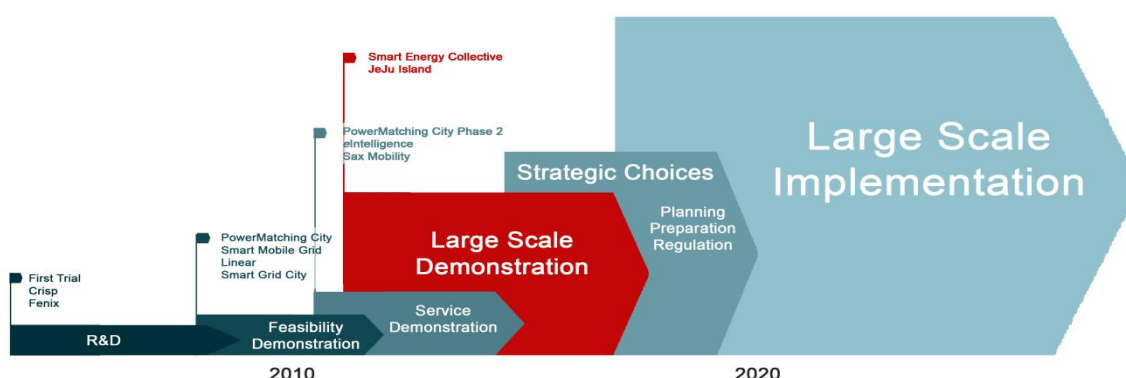 Smart Energy Collective
JeJu Island
PowerMatching City Phase 2
eIntelligence
Sax Mobility
PowerMatching City
Smart Mobile Grid
Linear
Smart Grid City
First Trial
Crisp
Fenix
R&D
Feasibility
Demonstration
Service
Demonstration
Large Scale
Demonstration
Strategic Choices
Planning
Preparation
Regulation
Large Scale
Implementation
2010
2020